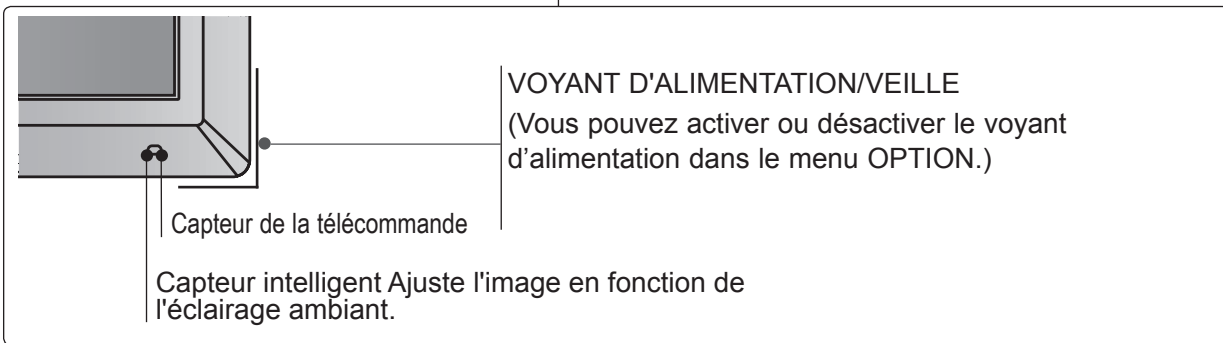 VOYANT D'ALIMENTATION/VEILLE
(Vous pouvez activer ou désactiver le voyant
d’alimentation dans le menu OPTION.)
Capteur de la télécommande
Capteur intelligent Ajuste l'image en fonction de
l'éclairage ambiant.